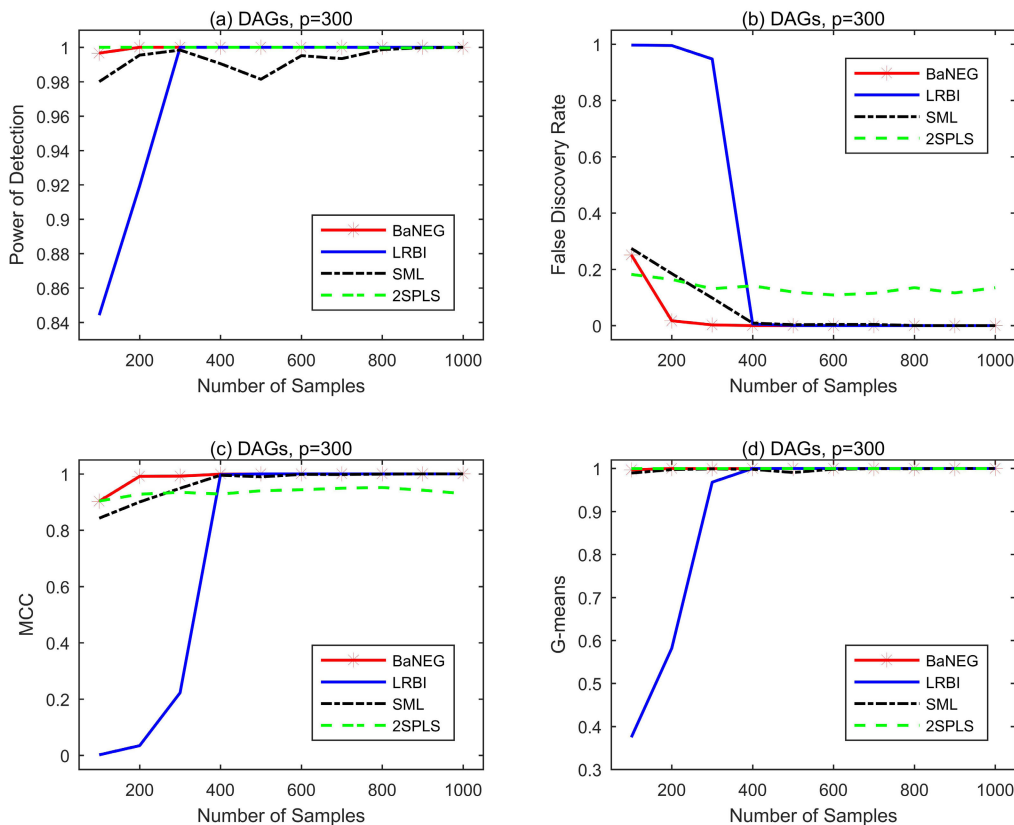 (a) DAGs, p=300
Power of Detection
1
0.98
0.96
0.94
0.92
0.9
0.88
0.86
0.84
BaNEG
LRBI
SML
2SPLS
200 400 600 800 1000
Number of Samples
(b) DAGs, p=300
False Discovery Rate
1
0.8
0.6
0.4
0.2
0
BaNEG
LRBI
SML
2SPLS
200 400 600 800 1000
Number of Samples
(c) DAGs, p=300
MCC
1
0.8
0.6
0.4
0.2
0
BaNEG
LRBI
SML
2SPLS
200 400 600 800 1000
Number of Samples
(d) DAGs, p=300
G-means
1
0.9
0.8
0.7
0.6
0.5
0.4
0.3
BaNEG
LRBI
SML
2SPLS
200 400 600 800 1000
Number of Samples